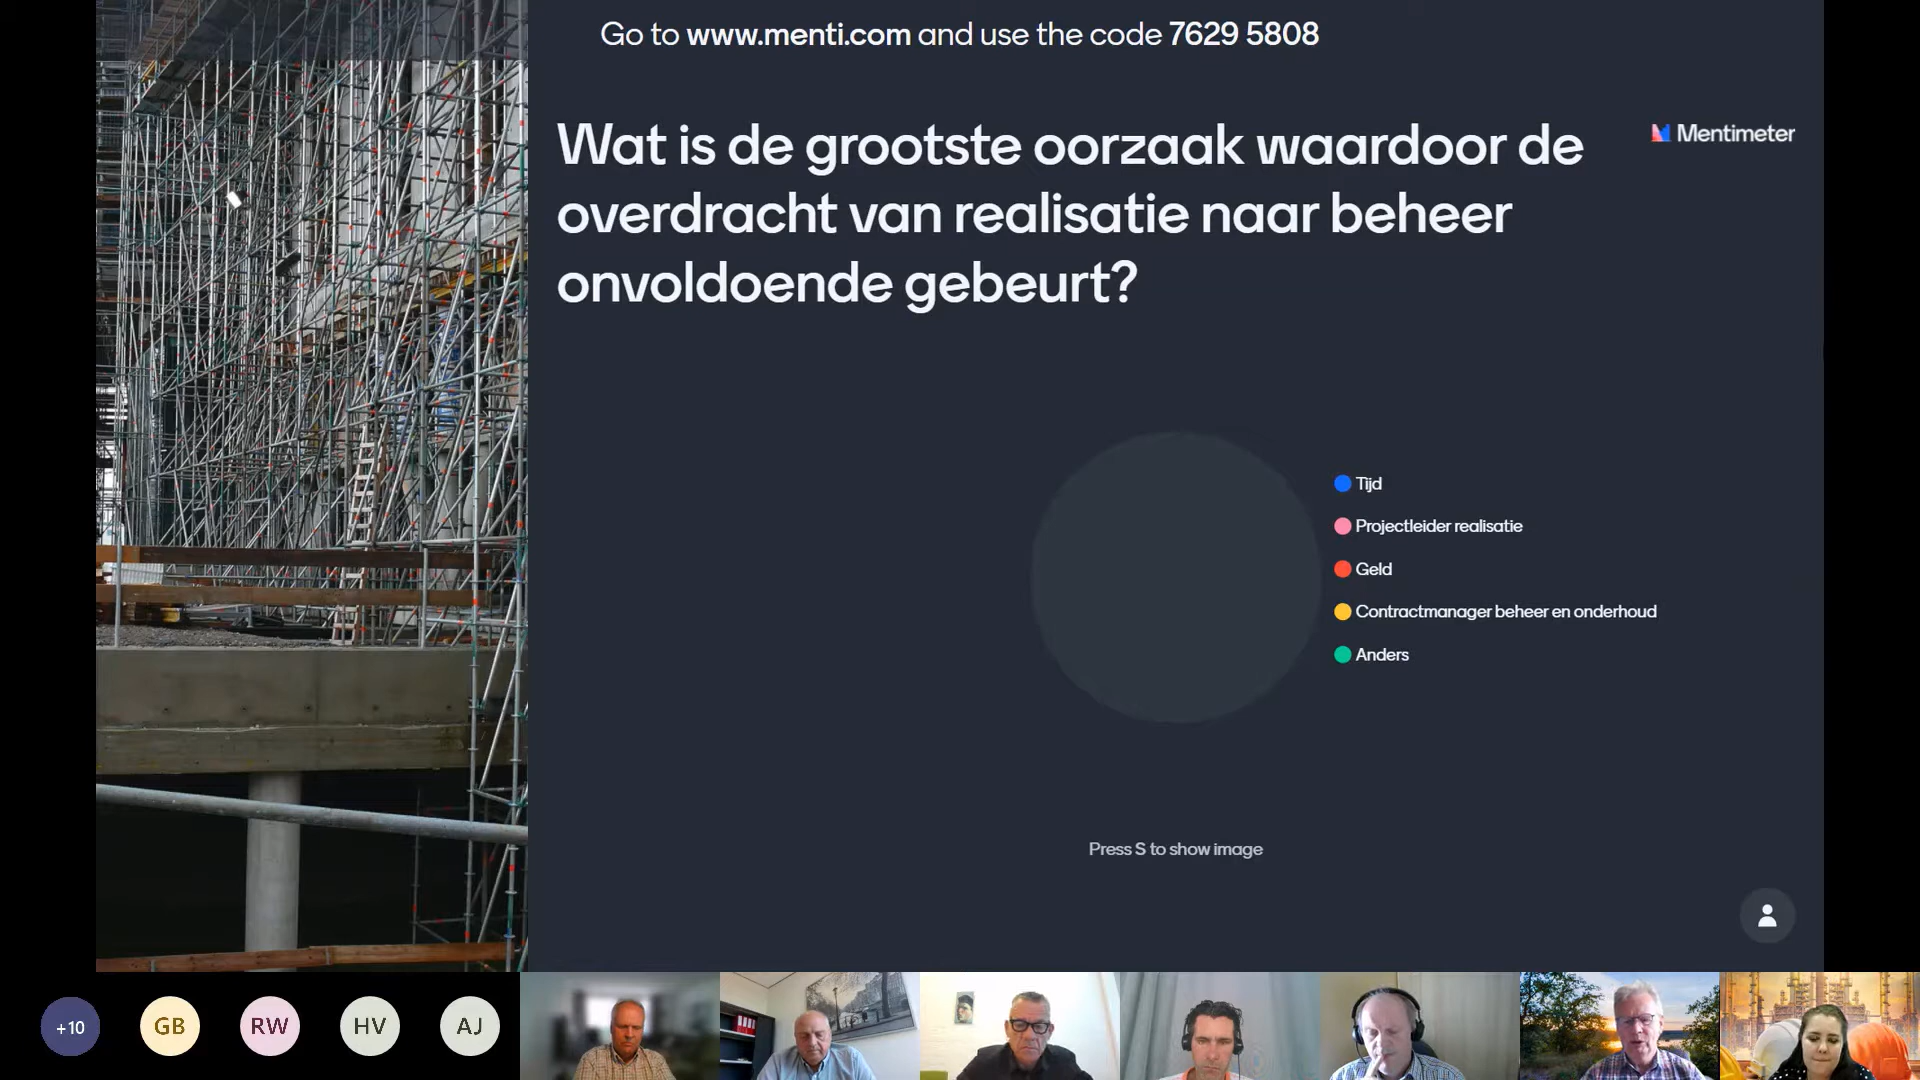 Go to www.menti.com and use the code 7629 5808
Wat is de grootste oorzaak waardoor de
overdracht van realisatie naar beheer
onvoldoende gebeurt?
Mentimeter
Tijd
Projectleider realisatie
Geld
Contractmanager beheer en onderhoud
Anders
Press S to show image
+10
GB
RW
HV
AJ